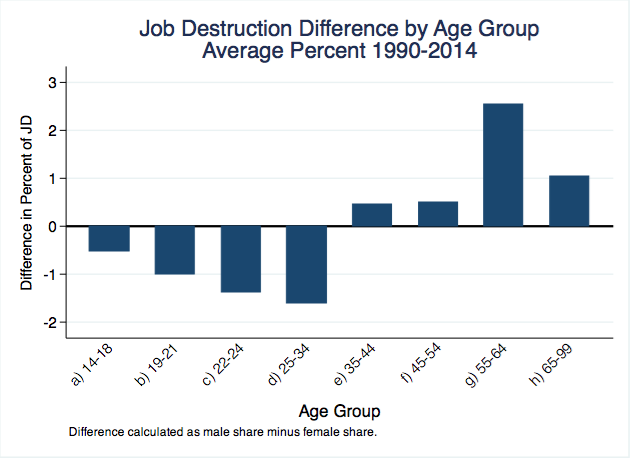 Job Destruction Difference by Age Group
Average Percent 1990-2014
Difference in Percent of JD
3
2
1
0
-1
-2
a) 14-18
b) 19-21
c) 22-24
d) 25-34
e) 35-44
f) 45-54
g) 55-64
h) 65-99
Age Group
Difference calculated as male share minus female share.